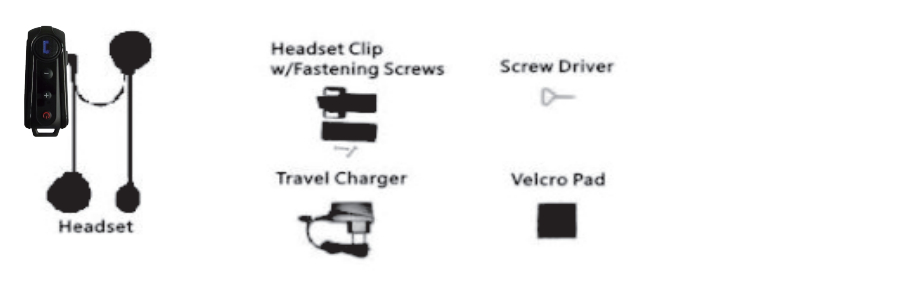 Headset Clip
w/Fastening Screws
Screw Driver
Travel Charger
Velcro Pad
Headset